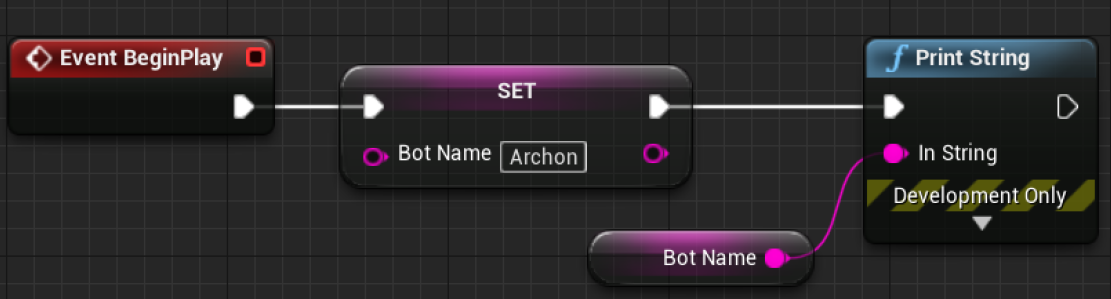 Event BeginPlay
SET
Bot Name Archon
Bot Name
f Print String
In String
Development Only